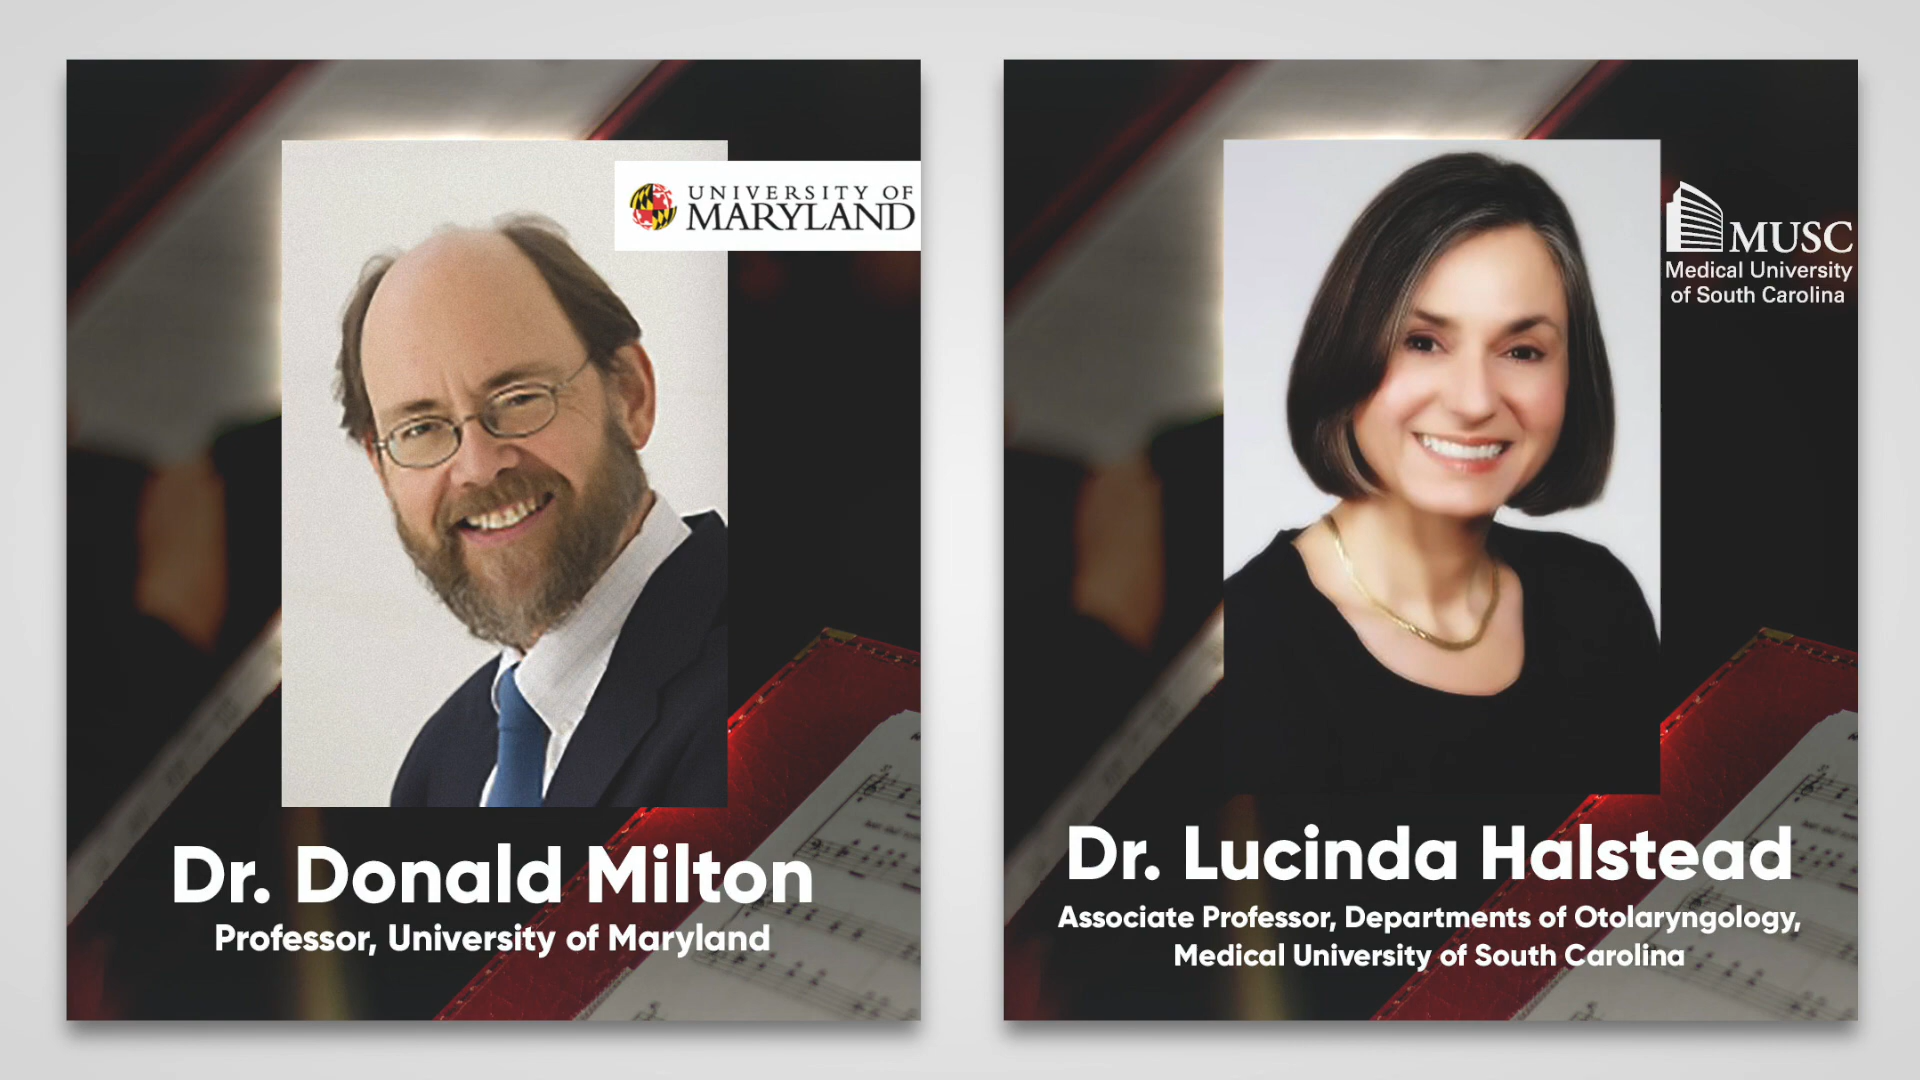 UNIVERSITY OF
MARYLAND
Dr. Donald Milton
Professor, University of Maryland
MUSC
Medical University
of South Carolina
Dr. Lucinda Halstead
Associate Professor, Departments of Otolaryngology,
Medical University of South Carolina